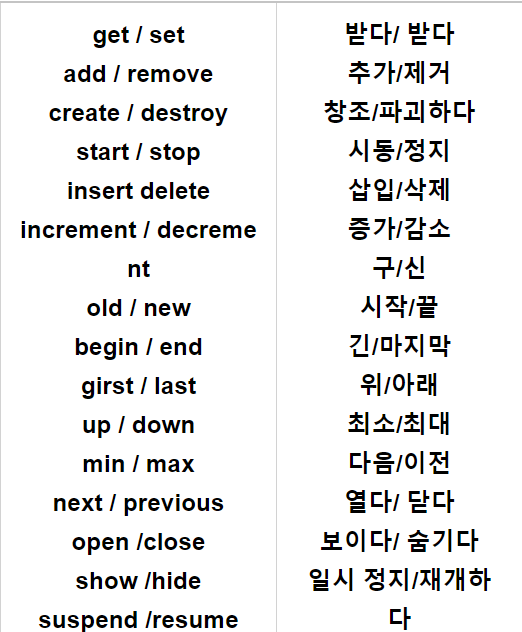 get / set
add / remove
create / destroy
start / stop
insert delete
increment / decreme
nt
old / new
begin / end
girst / last
up / down
min / max
next / previous
open /close
show /hide
suspend /resume
받다/ 받다
추가/제거
창조/파괴하다
시동/정지
삽입/삭제
증가/감소
구/신
시작/끝
긴/마지막
위/아래
최소/최대
다음/이전
열다/ 닫다
보이다/ 숨기다
일시 정지/재개하
다